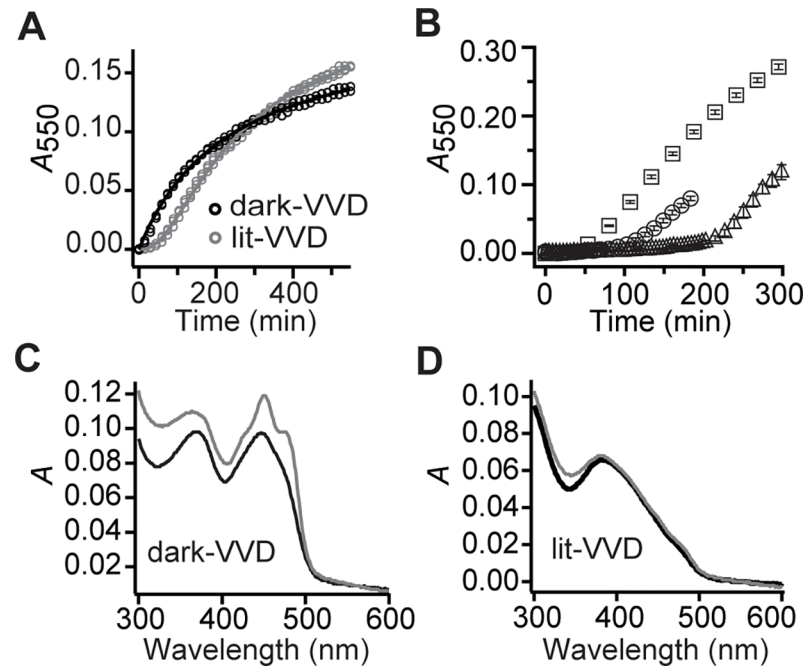 A
B
A550
0.15
0.10
0.05
0.00
dark-VVD
lit-VVD
0 200 400
Time (min)
A550
0.30
0.20
0.10
0.00
0 100 200 300
Time (min)
C
D
A
0.12
0.10
0.08
0.06
0.04
0.02
dark-VVD
300 400 500 600
Wavelength (nm)
A
0.10
0.08
0.06
0.04
0.02
0.00
lit-VVD
300 400 500 600
Wavelength (nm)